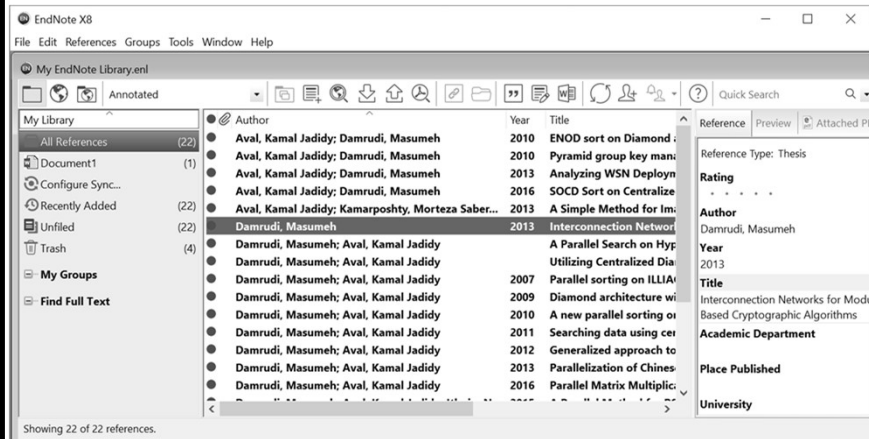 EndNote X8
File Edit References Groups Tools Window Help
My EndNote Library.enl
Annotated
Quick Search
My Library
All References (22)
Document1 (1)
Configure Sync...
Recently Added (22)
Unfiled (22)
Trash (4)
My Groups
Find Full Text
Author Year Title
Aval, Kamal Jadidy; Damrudi, Masumeh 2010 ENOD sort on Diamond
Aval, Kamal Jadidy; Damrudi, Masumeh 2010 Pyramid group key mana
Aval, Kamal Jadidy; Damrudi, Masumeh 2013 Analyzing WSN Deploym
Aval, Kamal Jadidy; Damrudi, Masumeh 2016 SOCD Sort on Centralize
Aval, Kamal Jadidy; Kamarposhty, Morteza Saber... 2013 A Simple Method for Ima
Damrudi, Masumeh 2013 Interconnection Network
Damrudi, Masumeh; Aval, Kamal Jadidy A Parallel Search on Hyp
Damrudi, Masumeh; Aval, Kamal Jadidy Utilizing Centralized Dia
Damrudi, Masumeh; Aval, Kamal Jadidy 2007 Parallel sorting on ILLIA
Damrudi, Masumeh; Aval, Kamal Jadidy 2009 Diamond architecture wi
Damrudi, Masumeh; Aval, Kamal Jadidy 2010 A new parallel sorting o
Damrudi, Masumeh; Aval, Kamal Jadidy 2011 Searching data using cen
Damrudi, Masumeh; Aval, Kamal Jadidy 2012 Generalized approach to
Damrudi, Masumeh; Aval, Kamal Jadidy 2013 Parallelization of Chines
Damrudi, Masumeh; Aval, Kamal Jadidy 2016 Parallel Matrix Multiplica
Reference Preview Attached P
Reference Type: Thesis
Rating
Author
Damrudi, Masumeh
Year
2013
Title
Interconnection Networks for Modu
Based Cryptographic Algorithms
Academic Department
Place Published
University
Showing 22 of 22 references.